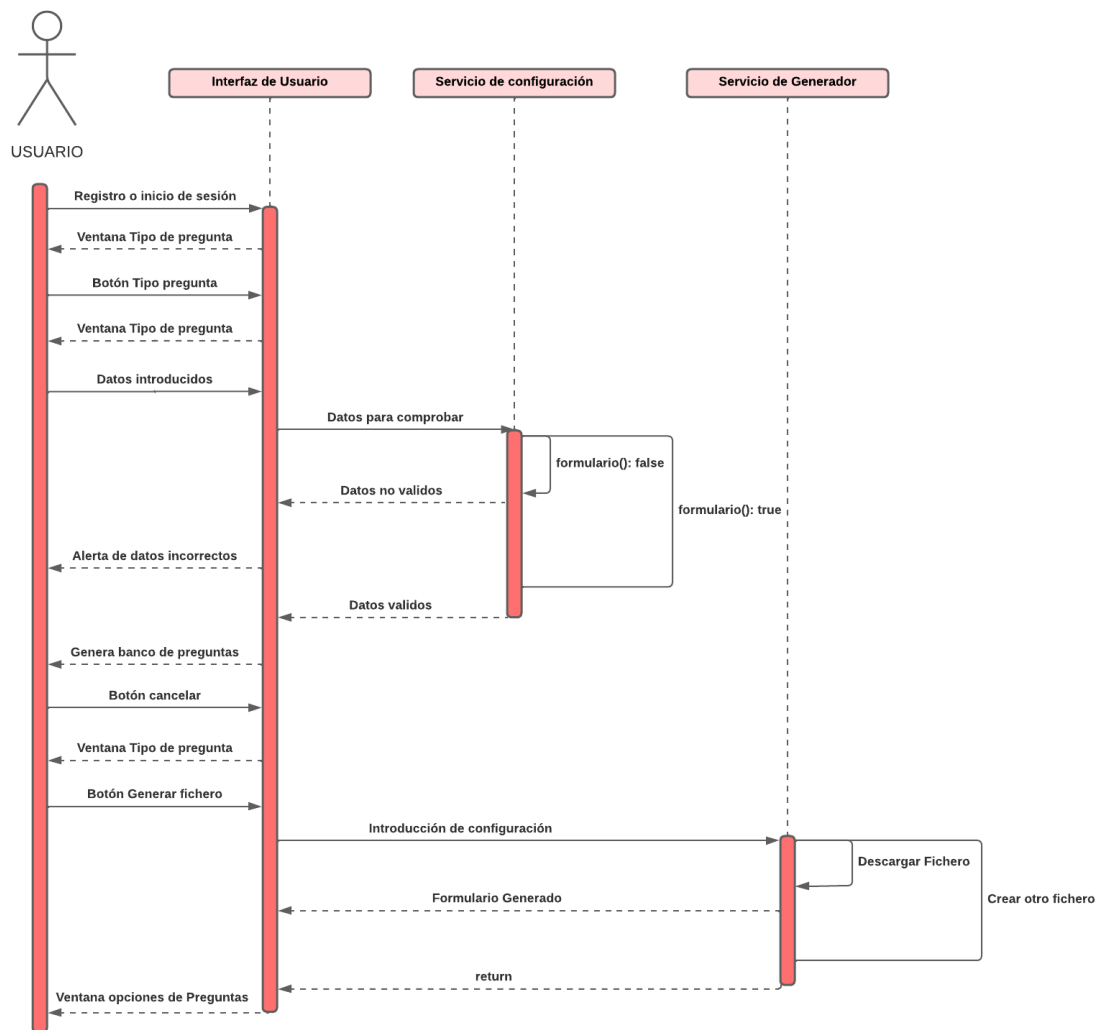 USUARIO
Interfaz de Usuario
Servicio de configuración
Servicio de Generador
Registro o inicio de sesión
Ventana Tipo de pregunta
Botón Tipo pregunta
Ventana Tipo de pregunta
Datos introducidos
Datos para comprobar
formulario(): false
Datos no validos
formulario(): true
Alerta de datos incorrectos
Datos validos
Genera banco de preguntas
Botón cancelar
Ventana Tipo de pregunta
Botón Generar fichero
Introducción de configuración
Descargar Fichero
Formulario Generado
Crear otro fichero
return
Ventana opciones de Preguntas